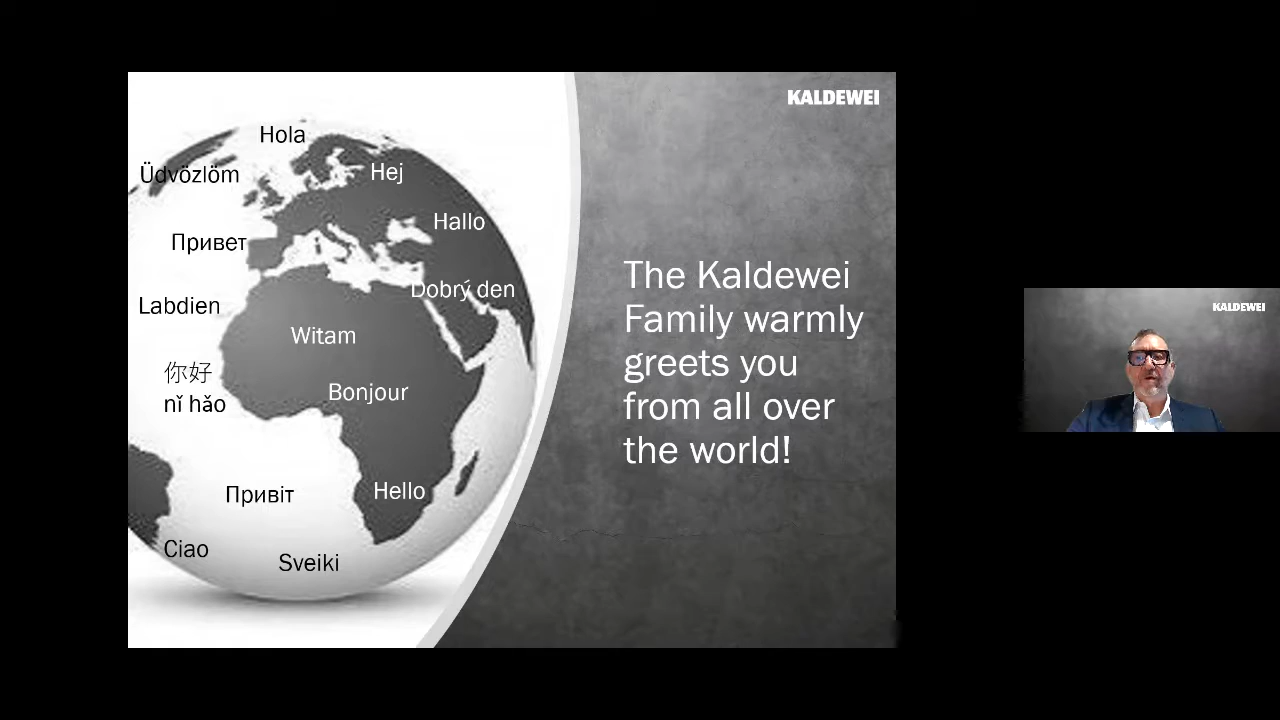 KALDEWEI
Hola
Üdvözlöm
Hej
Hallo
Привет
Dobrý den
Labdien
Witam
你好
nǐ hǎo
Bonjour
Привіт
Hello
Ciao
Sveiki
The Kaldewei
Family warmly
greets you
from all over
the world!
KALDEWEI